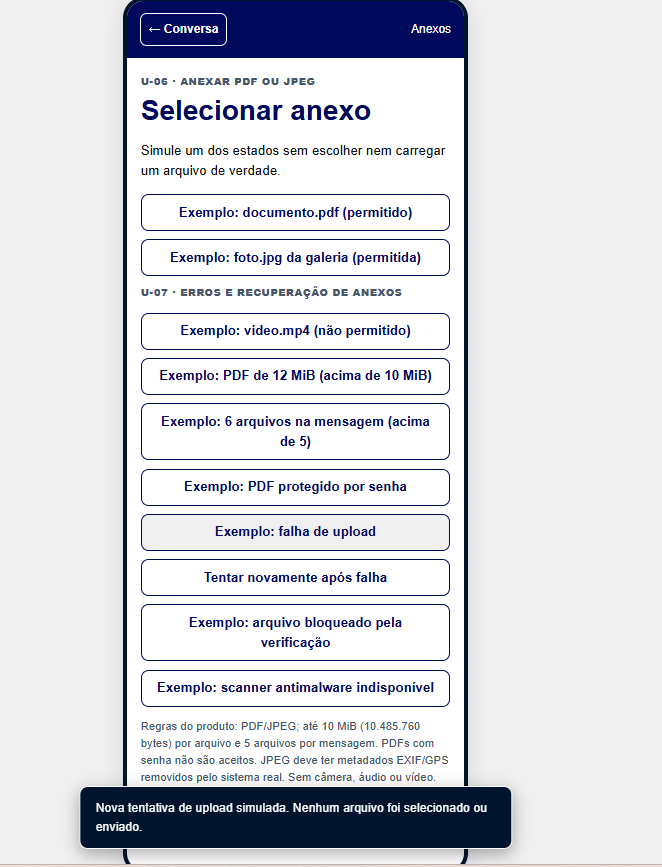 ← Conversa
Anexos
U-06 · ANEXAR PDF OU JPEG
Selecionar anexo
Simule um dos estados sem escolher nem carregar
um arquivo de verdade.
Exemplo: documento.pdf (permitido)
Exemplo: foto.jpg da galeria (permitida)
U-07 · ERROS E RECUPERAÇÃO DE ANEXOS
Exemplo: vídeo.mp4 (não permitido)
Exemplo: PDF de 12 MiB (acima de 10 MiB)
Exemplo: 6 arquivos na mensagem (acima
de 5)
Exemplo: PDF protegido por senha
Exemplo: falha de upload
Tentar novamente após falha
Exemplo: arquivo bloqueado pela
verificação
Exemplo: scanner antimalware indisponível
Regras do produto: PDF/JPEG; até 10 MiB (10.485.760
bytes) por arquivo e 5 arquivos por mensagem. PDFs com
senha não são aceitos. JPEG deve ter metadados EXIF/GPS
removidos pelo sistema real. Sem câmera, áudio ou vídeo.
Nova tentativa de upload simulada. Nenhum arquivo foi selecionado ou
enviado.